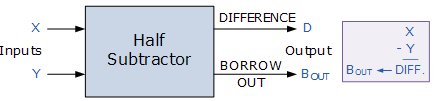 DIFFERENCE
X
D
Half
Subtractor
Inputs
Output
BORROW
Y
BOUT
OUT
X
- Y
BOUT ← DIFF.